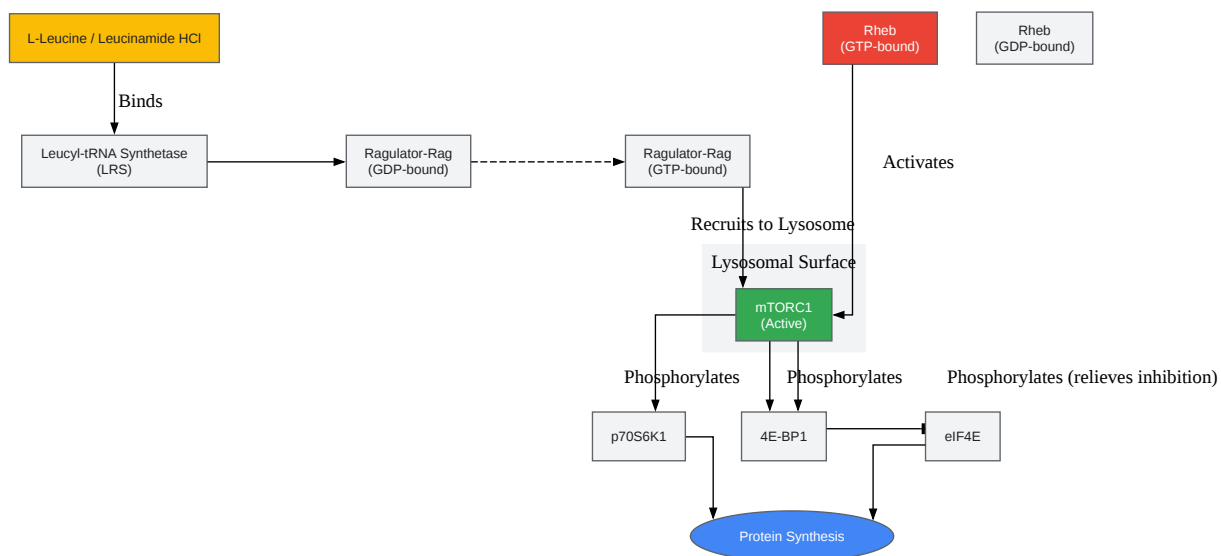 L-Leucine / Leucinamide HCl
Rheb
(GTP-bound)
Rheb
(GDP-bound)
Binds
Leucyl-tRNA Synthetase
(LRS)
Ragulator-Rag
(GDP-bound)
Ragulator-Rag
(GTP-bound)
Activates
Recruits to Lysosome
Lysosomal Surface
mTORC1
(Active)
Phosphorylates
Phosphorylates
Phosphorylates (relieves inhibition)
p70S6K1
4E-BP1
eIF4E
Protein Synthesis